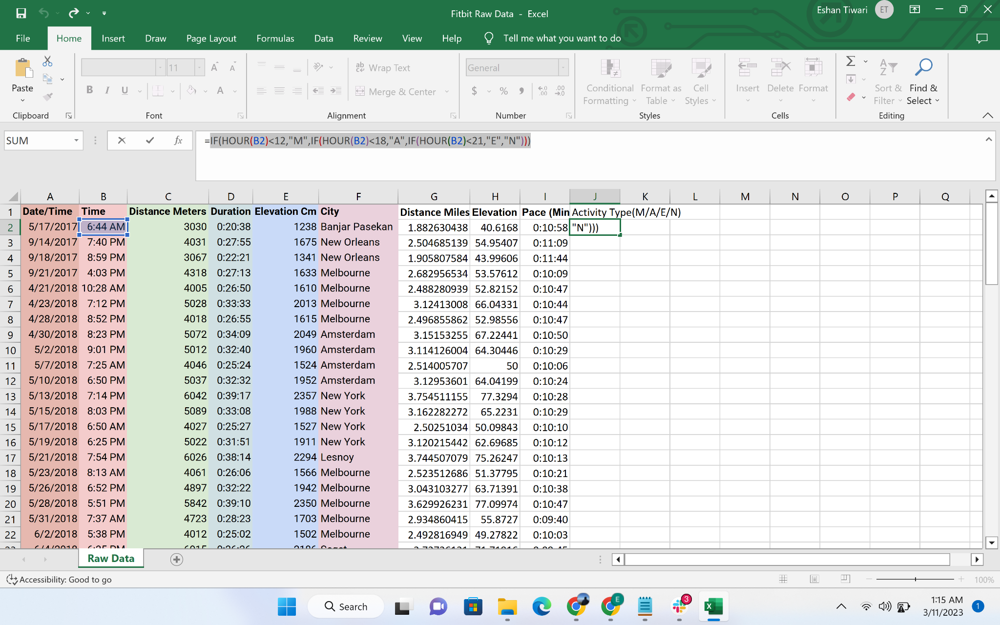 Fitbit Raw Data - Excel
Eshan Tiwari ET
File Home Insert Draw Page Layout Formulas Data Review View Help Tell me what you want to do
Paste
Clipboard
11
B I U
Font
Wrap Text
Merge & Center
Alignment
General
$ % 9
Number
Conditional Formatting
Format as Table
Cell Styles
Styles
Insert Delete Format
Cells
Sort & Filter
Find & Select
Editing
SUM
fx
=IF(HOUR(B2)<12,"M",IF(HOUR(B2)<18,"A",IF(HOUR(B2)<21,"E","N")))
A B C D E F G H I J K L M N O P Q
1 Date/Time Time Distance Meters Duration Elevation Cm City Distance Miles Elevation Pace (Min Activity Type(M/A/E/N)
2 5/17/2017 6:44 AM 3030 0:20:38 1238 Banjar Pasekan 1.882630438 40.6168 0:10:58 "N")))
3 9/14/2017 7:40 PM 4031 0:27:55 1675 New Orleans 2.504685139 54.95407 0:11:09
4 9/18/2017 8:59 PM 3067 0:22:21 1341 New Orleans 1.905807584 43.99606 0:11:44
5 9/21/2017 4:03 PM 4318 0:27:13 1633 Melbourne 2.682956534 53.57612 0:10:09
6 4/21/2018 10:28 AM 4005 0:26:50 1610 Melbourne 2.488280939 52.82152 0:10:47
7 4/23/2018 7:12 PM 5028 0:33:33 2013 Melbourne 3.12413008 66.04331 0:10:44
8 4/28/2018 8:52 PM 4018 0:26:55 1615 Melbourne 2.496855862 52.98556 0:10:47
9 4/30/2018 8:23 PM 5072 0:34:09 2049 Amsterdam 3.15153255 67.22441 0:10:50
10 5/2/2018 9:01 PM 5012 0:32:40 1960 Amsterdam 3.114126004 64.30446 0:10:29
11 5/7/2018 7:25 AM 4046 0:25:24 1524 Amsterdam 2.514005707 50 0:10:06
12 5/10/2018 6:50 PM 5037 0:32:32 1952 Amsterdam 3.12953601 64.04199 0:10:24
13 5/13/2018 7:14 PM 6042 0:39:17 2357 New York 3.754511155 77.3294 0:10:28
14 5/15/2018 8:03 PM 5089 0:33:08 1988 New York 3.162282272 65.2231 0:10:29
15 5/17/2018 6:50 AM 4027 0:25:27 1527 New York 2.50251034 50.09843 0:10:10
16 5/19/2018 6:25 PM 5022 0:31:51 1911 New York 3.120215442 62.69685 0:10:12
17 5/21/2018 7:54 PM 6026 0:38:14 2294 Lesnoy 3.744507079 75.26247 0:10:13
18 5/23/2018 8:13 AM 4061 0:26:06 1566 Melbourne 2.523512686 51.37795 0:10:21
19 5/26/2018 6:52 PM 4897 0:32:22 1942 Melbourne 3.043103277 63.71391 0:10:38
20 5/28/2018 5:51 PM 5842 0:39:10 2350 Melbourne 3.629926231 77.09974 0:10:47
21 5/31/2018 7:37 AM 4723 0:28:23 1703 Melbourne 2.934860415 55.8727 0:09:40
22 6/2/2018 5:38 PM 4012 0:25:02 1502 Melbourne 2.492816949 49.27822 0:10:03
Raw Data
Accessibility: Good to go
100%
Search
3
1:15 AM
3/11/2023
1